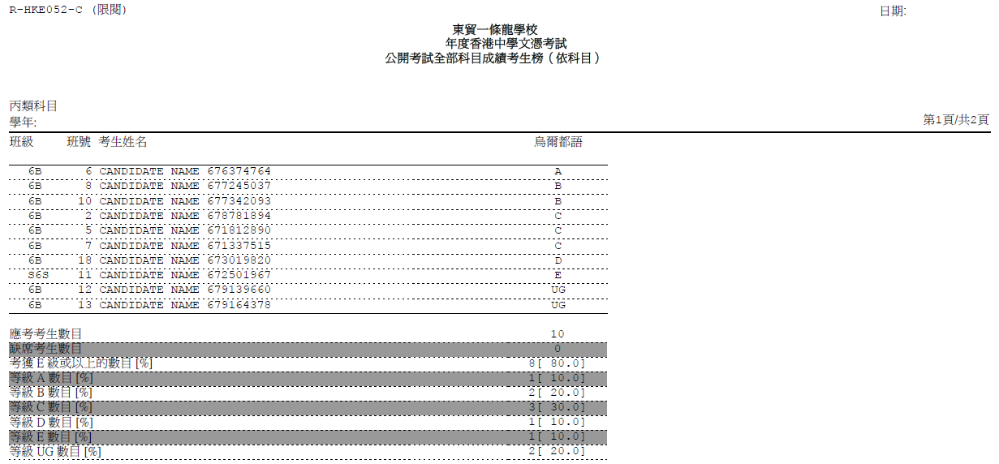 R-HKE052-C (限閱) 日期:
東貿一條龍學校
年度香港中學文憑考試
公開考試全部科目成績考生榜（依科目）
丙類科目
學年: 第1頁/共2頁
班級 班號 考生姓名 烏爾都語
6B 6 CANDIDATE NAME 676374764 A
6B 8 CANDIDATE NAME 677245037 B
6B 10 CANDIDATE NAME 677342093 B
6B 2 CANDIDATE NAME 678781894 C
6B 5 CANDIDATE NAME 671812890 C
6B 7 CANDIDATE NAME 671337515 C
6B 18 CANDIDATE NAME 673019820 D
S6S 11 CANDIDATE NAME 672501967 E
6B 12 CANDIDATE NAME 679139660 UG
6B 13 CANDIDATE NAME 679164378 UG
應考考生數目 10
缺席考生數目 0
考獲 E 級或以上的數目 [%] 8[ 80.0]
等級 A 數目 [%] 1[ 10.0]
等級 B 數目 [%] 2[ 20.0]
等級 C 數目 [%] 3[ 30.0]
等級 D 數目 [%] 1[ 10.0]
等級 E 數目 [%] 1[ 10.0]
等級 UG 數目 [%] 2[ 20.0]